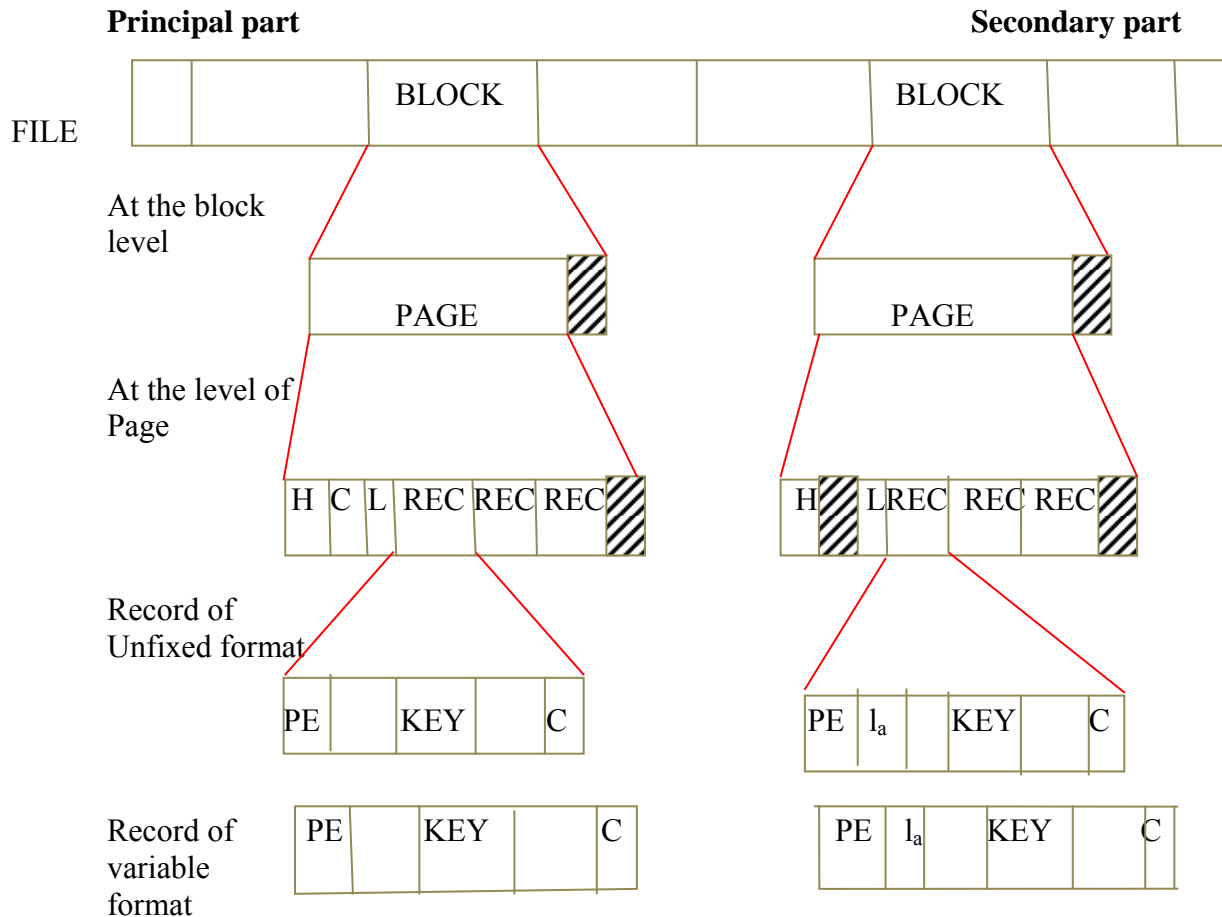 Principal part Secondary part
BLOCK BLOCK
FILE
At the block
level
PAGE PAGE
At the level of
Page
H C L REC REC REC H L REC REC REC
Record of
Unfixed format
PE KEY C PE lₐ KEY C
Record of
variable
format
PE KEY C PE lₐ KEY C